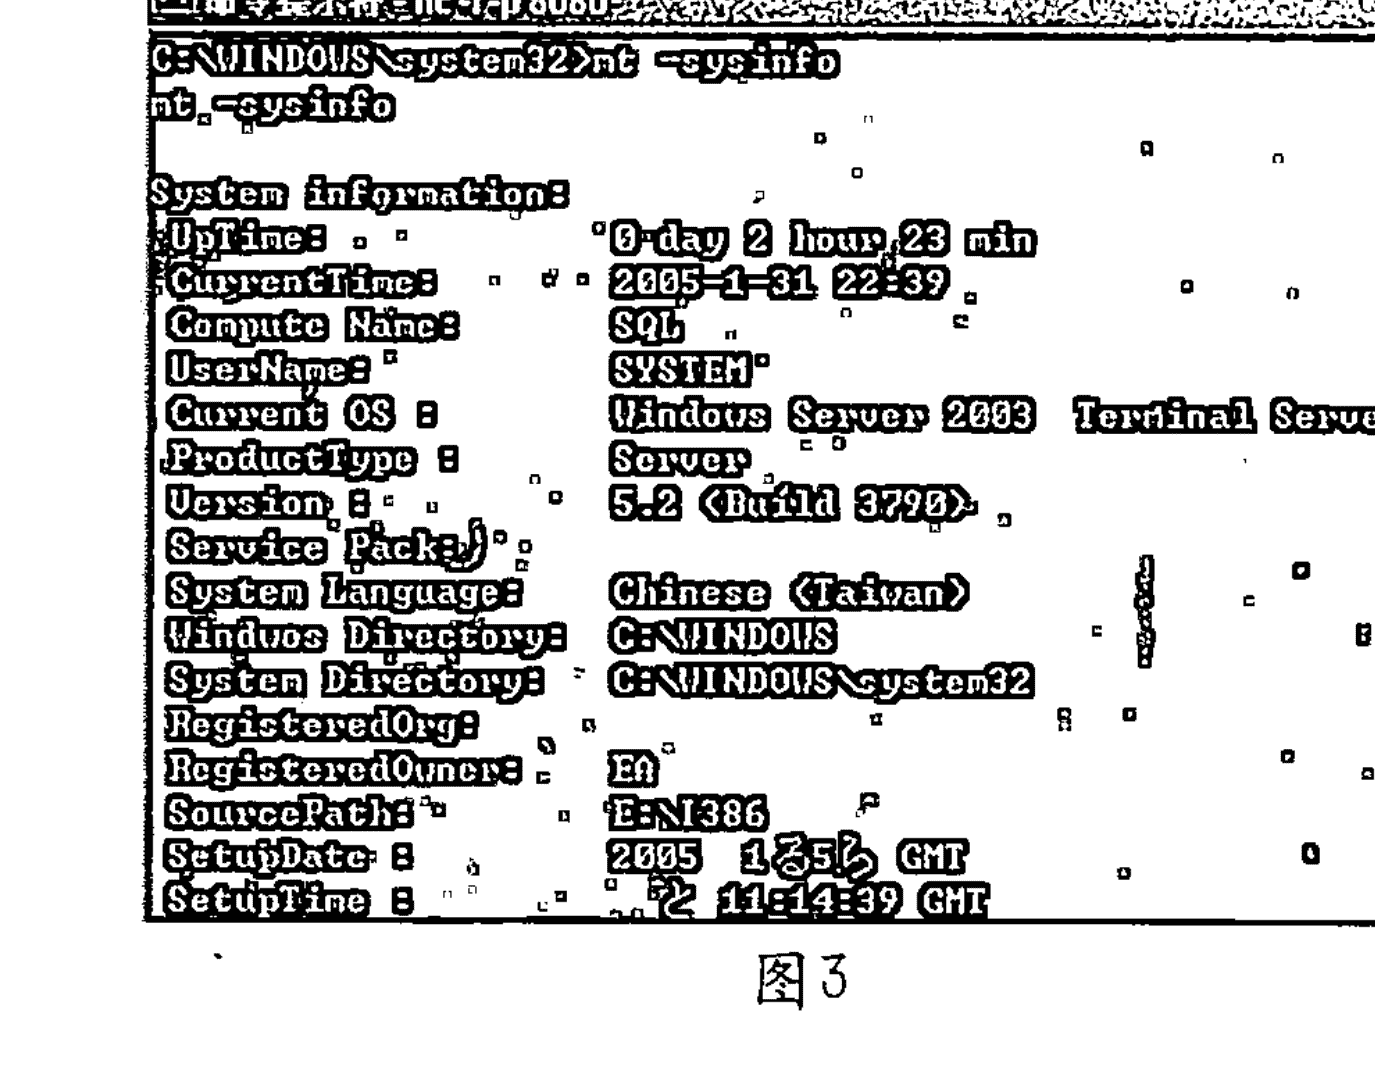 C:\WINDOWS\system32>mt -sysinfo
mt -sysinfo
System information:
UpTime: 0 day 2 hour 23 min
CurrentTime: 2005-1-31 22:39
Compute Name: SQL
UserName: SYSTEM
Current OS : Windows Server 2003 Terminal Serve
ProductType : Server
Version : 5.2 (Build 3790)
Service Pack:
System Language: Chinese (Taiwan)
Windwos Directory: C:\WINDOWS
System Directory: C:\WINDOWS\system32
RegisteredOrg:
RegisteredOwner: EA
SourcePath: E:\I386
SetupDate : 2005 1 5 GMT
SetupTime : 11:14:39 GMT
图3